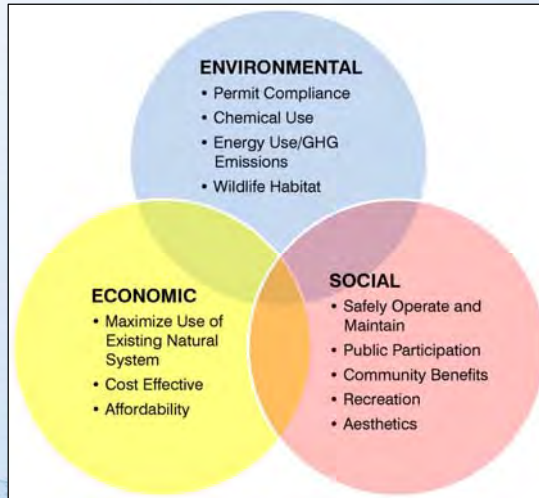 ENVIRONMENTAL
• Permit Compliance
• Chemical Use
• Energy Use/GHG
Emissions
• Wildlife Habitat
ECONOMIC
• Maximize Use of
Existing Natural
System
• Cost Effective
• Affordability
SOCIAL
• Safely Operate and
Maintain
• Public Participation
• Community Benefits
• Recreation
• Aesthetics